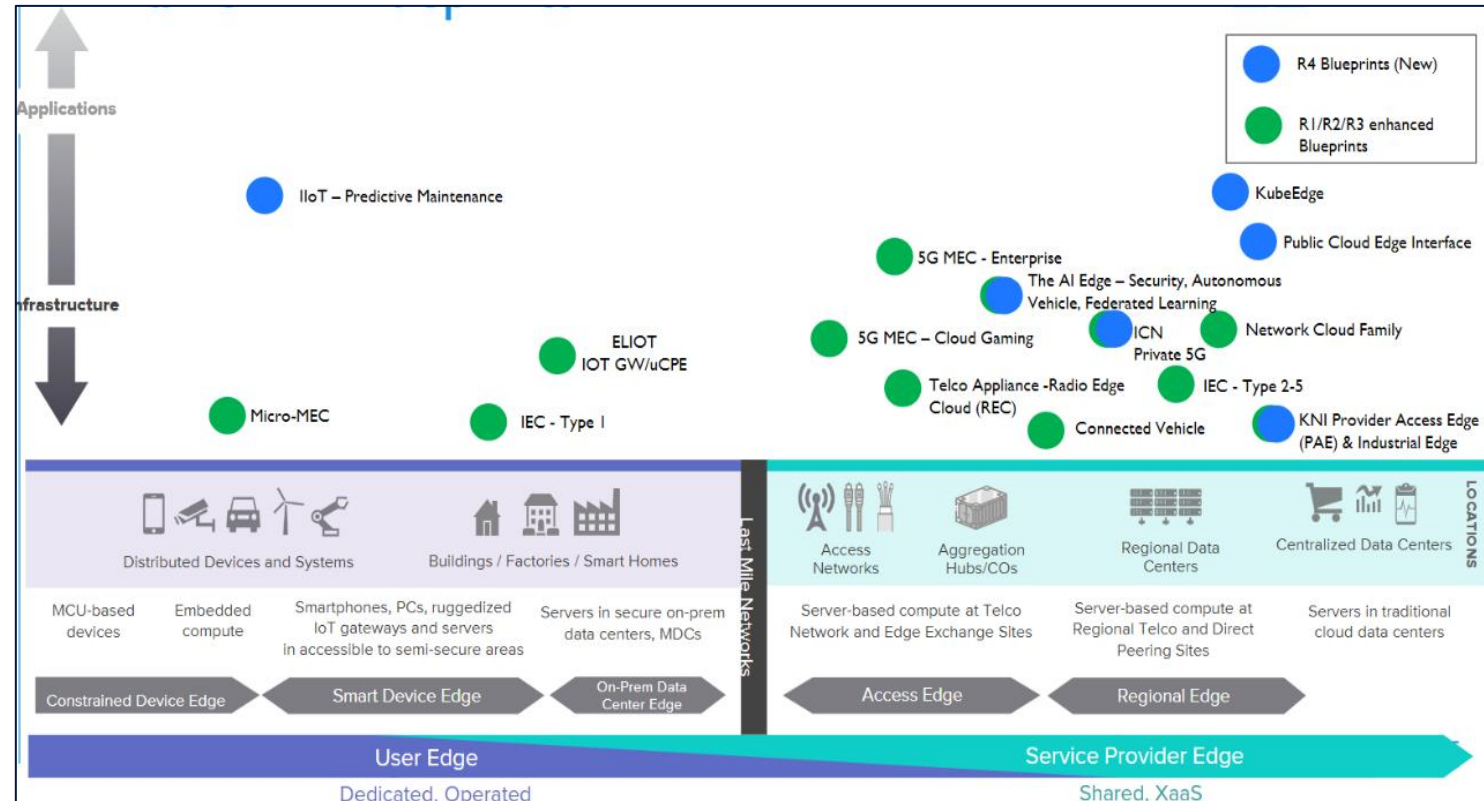 Applications
R4 Blueprints (New)
R1/R2/R3 enhanced
Blueprints
IIoT – Predictive Maintenance
KubeEdge
Public Cloud Edge Interface
5G MEC - Enterprise
The AI Edge – Security, Autonomous
Vehicle, Federated Learning
nfrastructure
ICN
Private 5G
Network Cloud Family
5G MEC – Cloud Gaming
ELIOT
IOT GW/uCPE
Telco Appliance -Radio Edge
Cloud (REC)
IEC - Type 2-5
Micro-MEC
IEC - Type 1
Connected Vehicle
KNI Provider Access Edge
(PAE) & Industrial Edge
Distributed Devices and Systems
Buildings / Factories / Smart Homes
Last Mile Networks
Access
Networks
Aggregation
Hubs/COs
Regional Data
Centers
Centralized Data Centers
LOCATIONS
MCU-based
devices
Embedded
compute
Smartphones, PCs, ruggedized
IoT gateways and servers
in accessible to semi-secure areas
Servers in secure on-prem
data centers, MDCs
Server-based compute at Telco
Network and Edge Exchange Sites
Server-based compute at
Regional Telco and Direct
Peering Sites
Servers in traditional
cloud data centers
Constrained Device Edge
Smart Device Edge
On-Prem Data
Center Edge
Access Edge
Regional Edge
User Edge
Service Provider Edge
Dedicated, Operated
Shared, XaaS